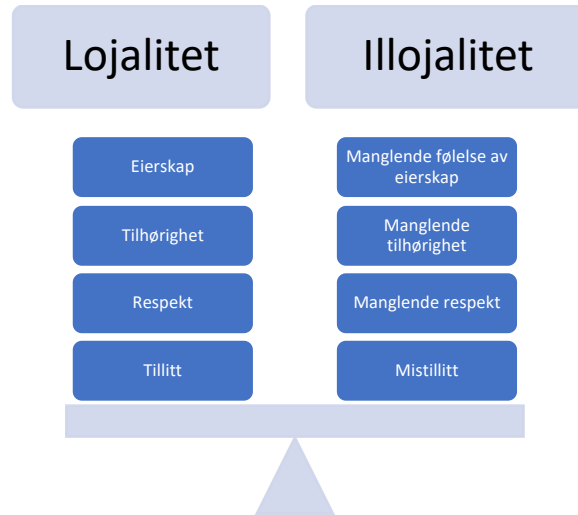 Lojalitet
Illojalitet
Eierskap
Manglende følelse av
eierskap
Tilhørighet
Manglende
tilhørighet
Respekt
Manglende respekt
Tillitt
Mistillitt